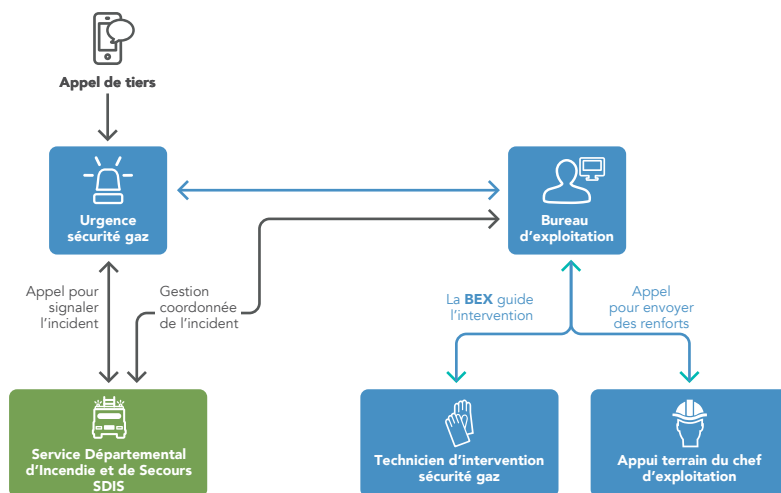 Appel de tiers
Urgence
sécurité gaz
Bureau
d'exploitation
Appel pour
signaler
l'incident
Gestion
coordonnée
de l'incident
La BEX guide
l'intervention
Appel
pour envoyer
des renforts
Service Départemental
d'Incendie et de Secours
SDIS
Technicien d'intervention
sécurité gaz
Appui terrain du chef
d'exploitation